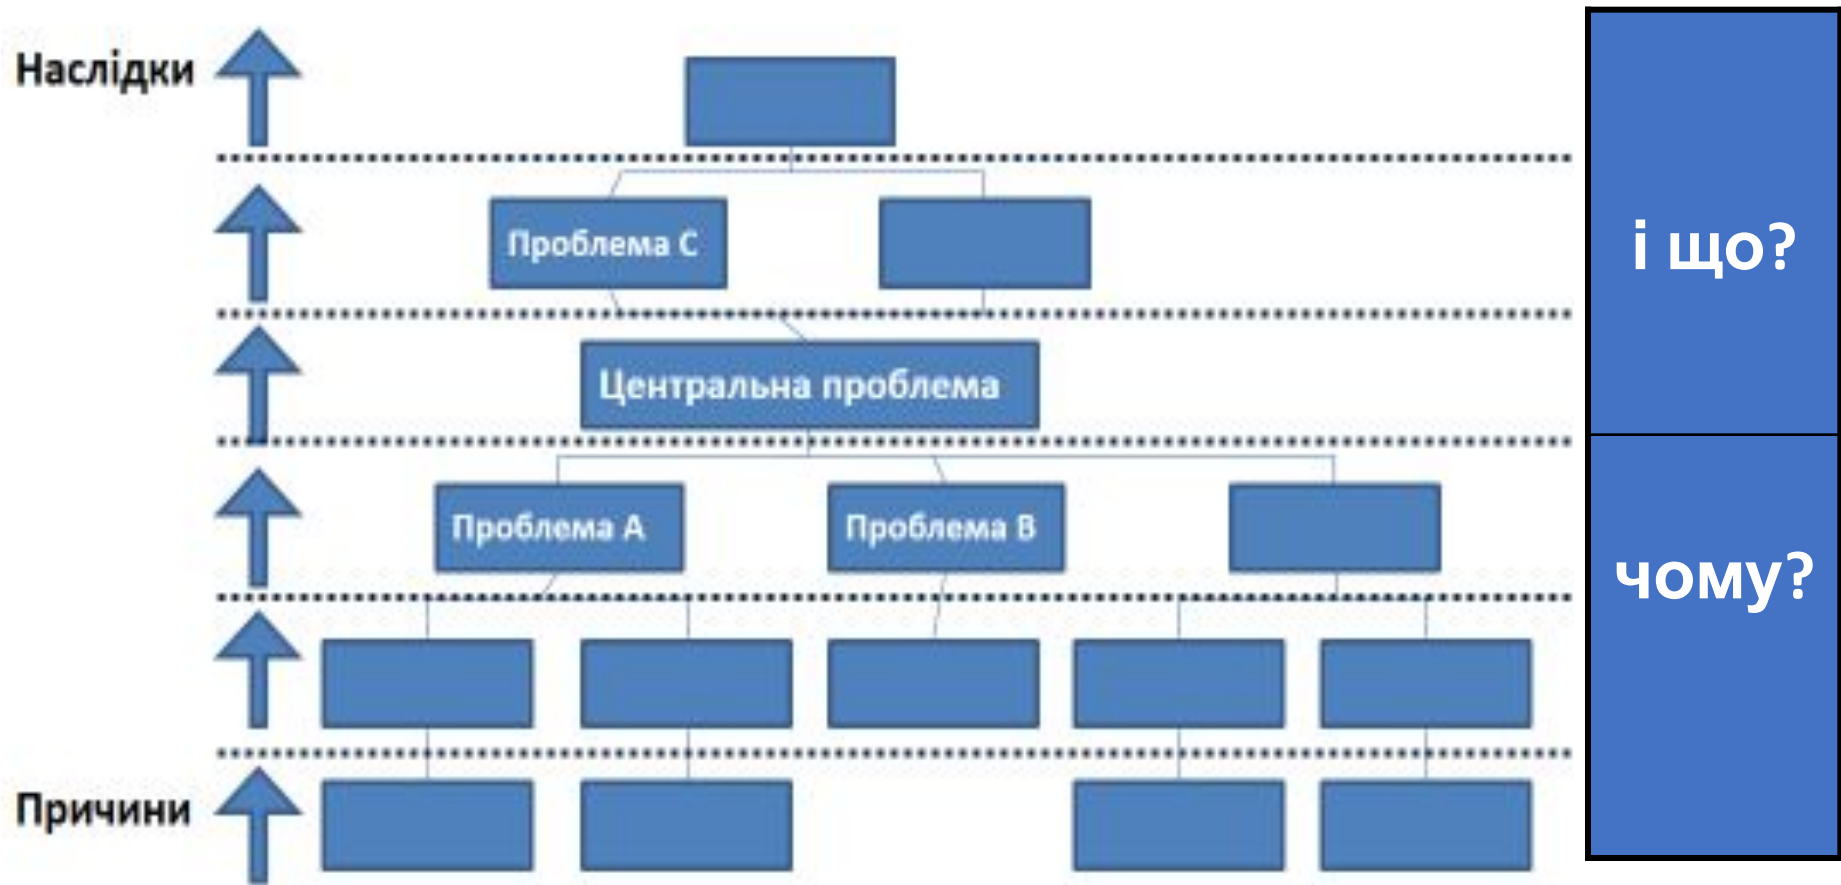 Наслідки
Проблема С
і що?
Центральна проблема
Проблема А
Проблема В
чому?
Причини